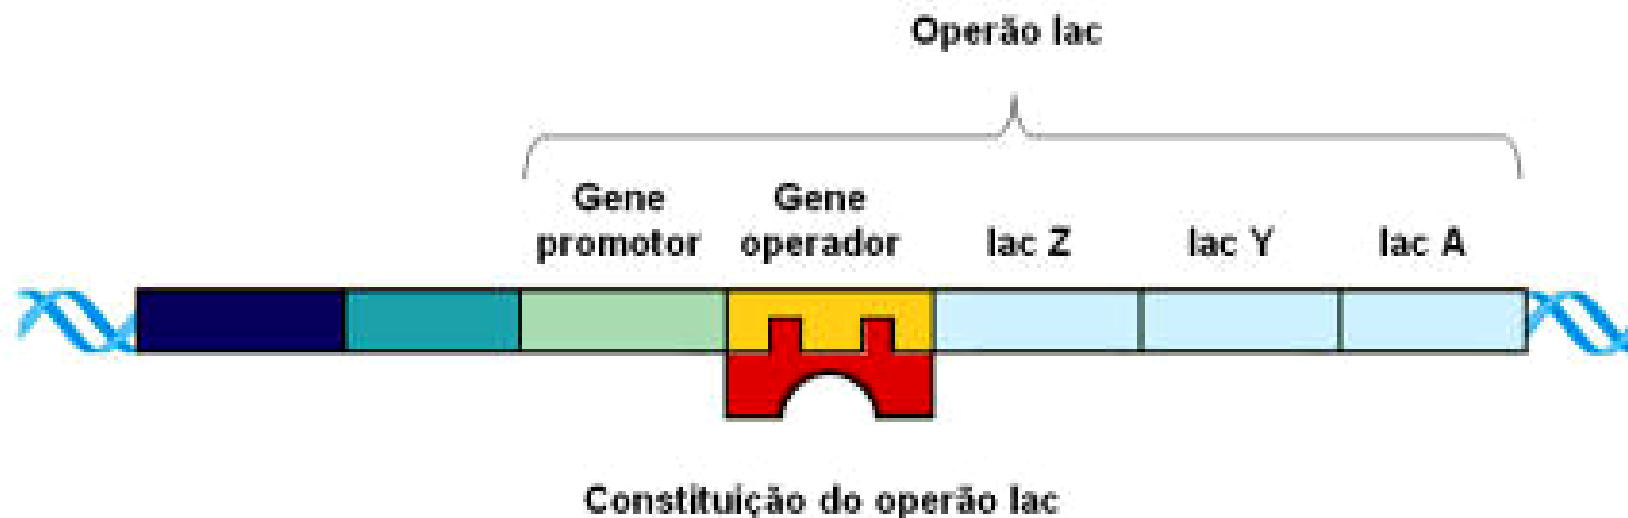 Operão lac
Gene promotor
Gene operador
lac Z
lac Y
lac A
Constituição do operão lac